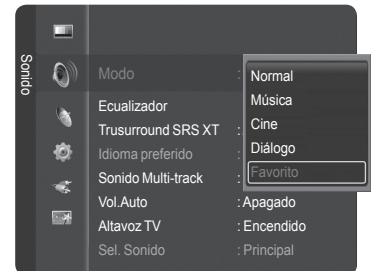 Sonido
Modo :
Normal
Música
Cine
Diálogo
Favorito
Ecualizador
Trusurround SRS XT :
Idioma preferido :
Sonido Multi-track :
Vol.Auto : Apagado
Altavoz TV : Encendido
Sel. Sonido : Principal